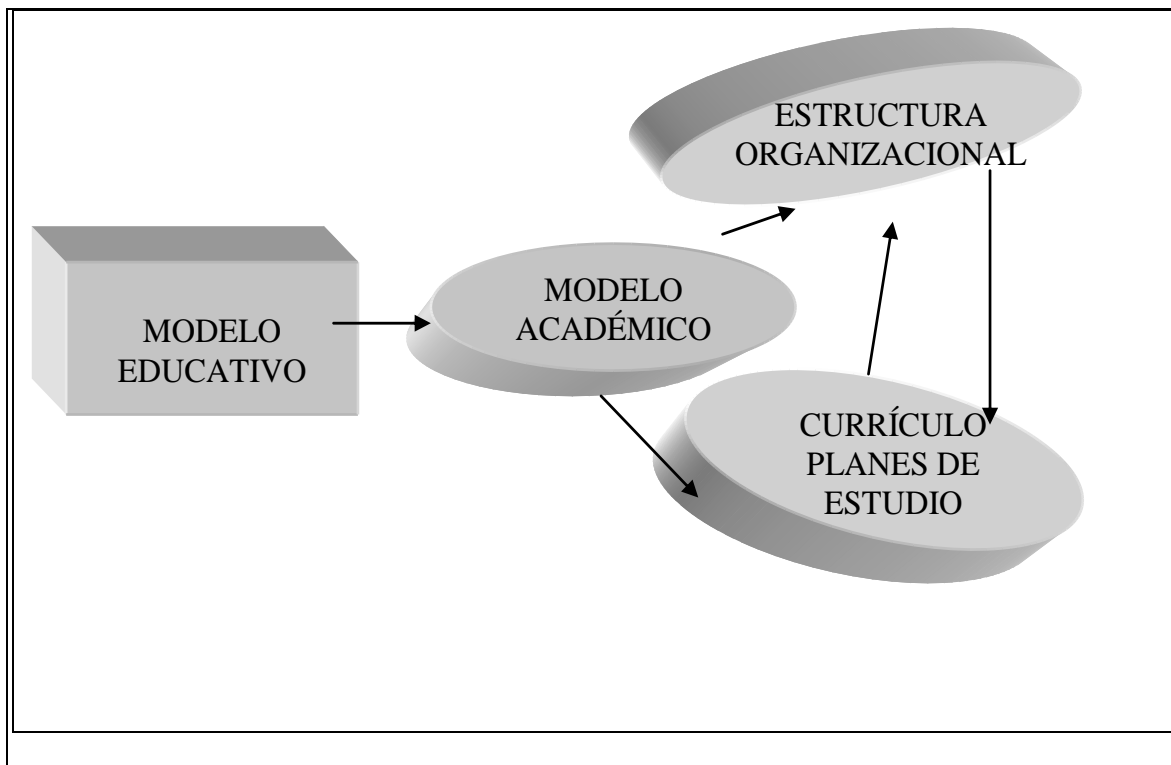 ESTRUCTURA
ORGANIZACIONAL
MODELO
EDUCATIVO
MODELO
ACADÉMICO
CURRÍCULO
PLANES DE
ESTUDIO